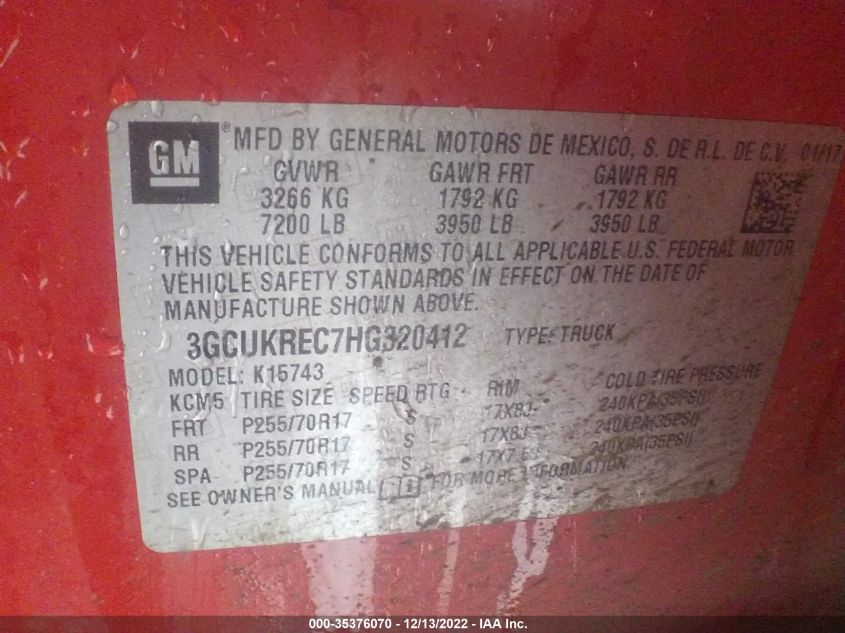 GM ® MFD BY GENERAL MOTORS DE MEXICO, S. DE R.L. DE C.V. 01/17
GVWR GAWR FRT GAWR RR
3266 KG 1792 KG 1792 KG
7200 LB 3950 LB 3950 LB
THIS VEHICLE CONFORMS TO ALL APPLICABLE U.S. FEDERAL MOTOR
VEHICLE SAFETY STANDARDS IN EFFECT ON THE DATE OF
MANUFACTURE SHOWN ABOVE.
3GCUKREC7HG320412 TYPE: TRUCK
MODEL: K15743
KCM5 TIRE SIZE SPEED RTG RIM COLD TIRE PRESSURE
FRT P255/70R17 S 17X8J 240KPA(35PSI)
RR P255/70R17 S 17X8J 240KPA(35PSI)
SPA P255/70R17 S 240KPA(35PSI)
SEE OWNER'S MANUAL FOR MORE INFORMATION.
000-35376070 - 12/13/2022 - IAA Inc.